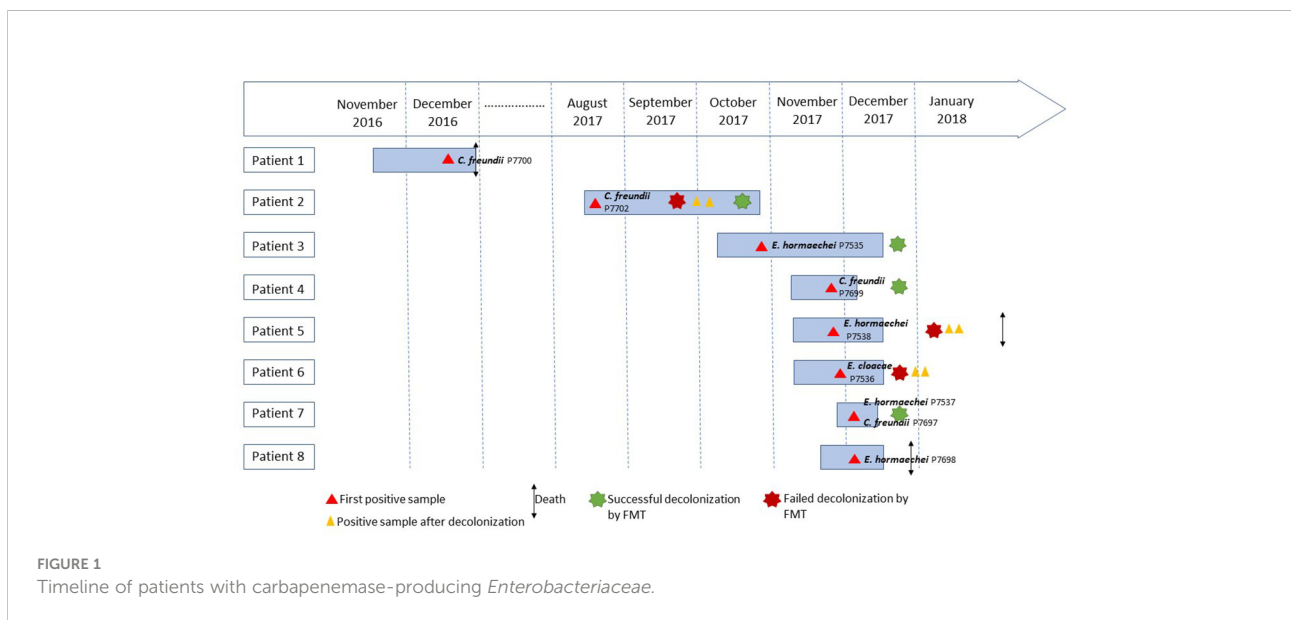 November 2016
December 2016
………………
August 2017
September 2017
October 2017
November 2017
December 2017
January 2018
Patient 1
C. freundii P7700
Patient 2
C. freundii
P7702
Patient 3
E. hormaechei P7535
Patient 4
C. freundii
P7699
Patient 5
E. hormaechei
P7538
Patient 6
E. cloacae
P7536
Patient 7
E. hormaechei P7537
C. freundii P7697
Patient 8
E. hormaechei P7698
First positive sample
Death
Successful decolonization
by FMT
Failed decolonization by
FMT
Positive sample after decolonization
FIGURE 1
Timeline of patients with carbapenemase-producing Enterobacteriaceae.